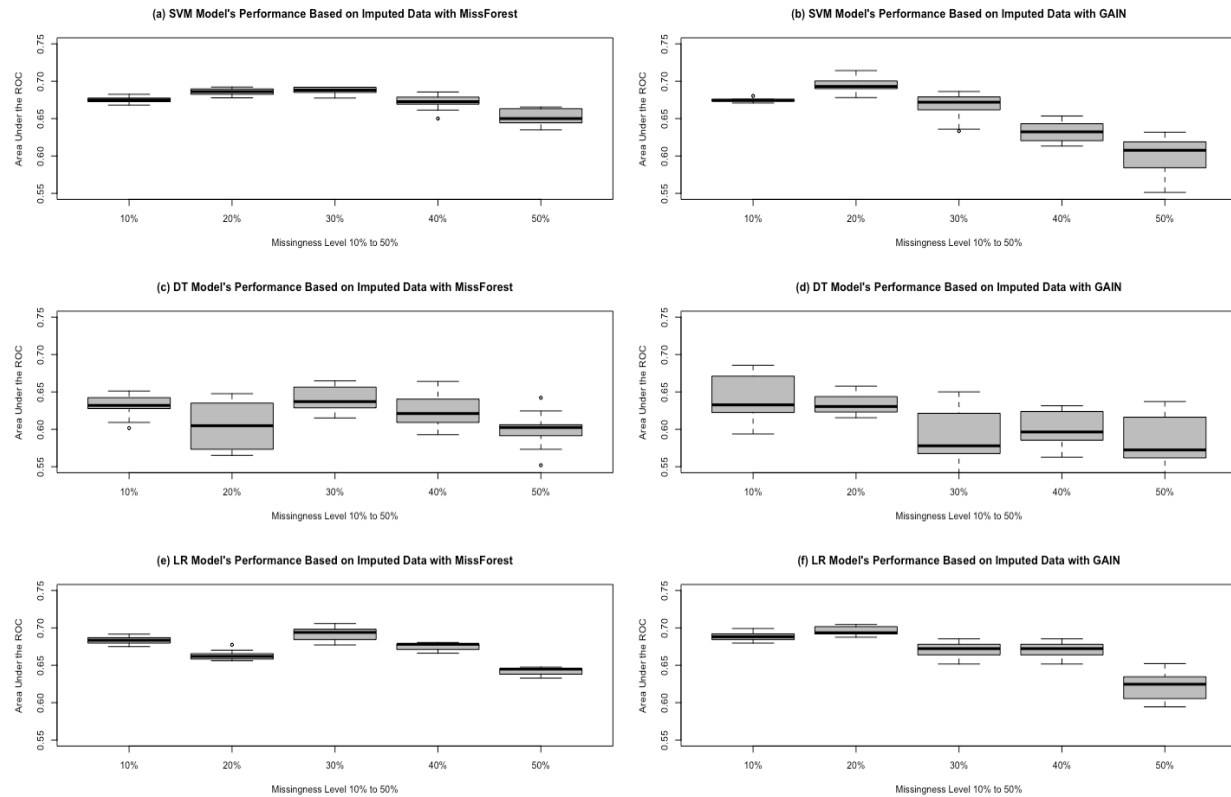 (a) SVM Model's Performance Based on Imputed Data with MissForest
Area Under the ROC
0.75
0.70
0.65
0.60
0.55
10% 20% 30% 40% 50%
Missingness Level 10% to 50%
(b) SVM Model's Performance Based on Imputed Data with GAIN
Area Under the ROC
0.75
0.70
0.65
0.60
0.55
10% 20% 30% 40% 50%
Missingness Level 10% to 50%
(c) DT Model's Performance Based on Imputed Data with MissForest
Area Under the ROC
0.75
0.70
0.65
0.60
0.55
10% 20% 30% 40% 50%
Missingness Level 10% to 50%
(d) DT Model's Performance Based on Imputed Data with GAIN
Area Under the ROC
0.75
0.70
0.65
0.60
0.55
10% 20% 30% 40% 50%
Missingness Level 10% to 50%
(e) LR Model's Performance Based on Imputed Data with MissForest
Area Under the ROC
0.75
0.70
0.65
0.60
0.55
10% 20% 30% 40% 50%
Missingness Level 10% to 50%
(f) LR Model's Performance Based on Imputed Data with GAIN
Area Under the ROC
0.75
0.70
0.65
0.60
0.55
10% 20% 30% 40% 50%
Missingness Level 10% to 50%